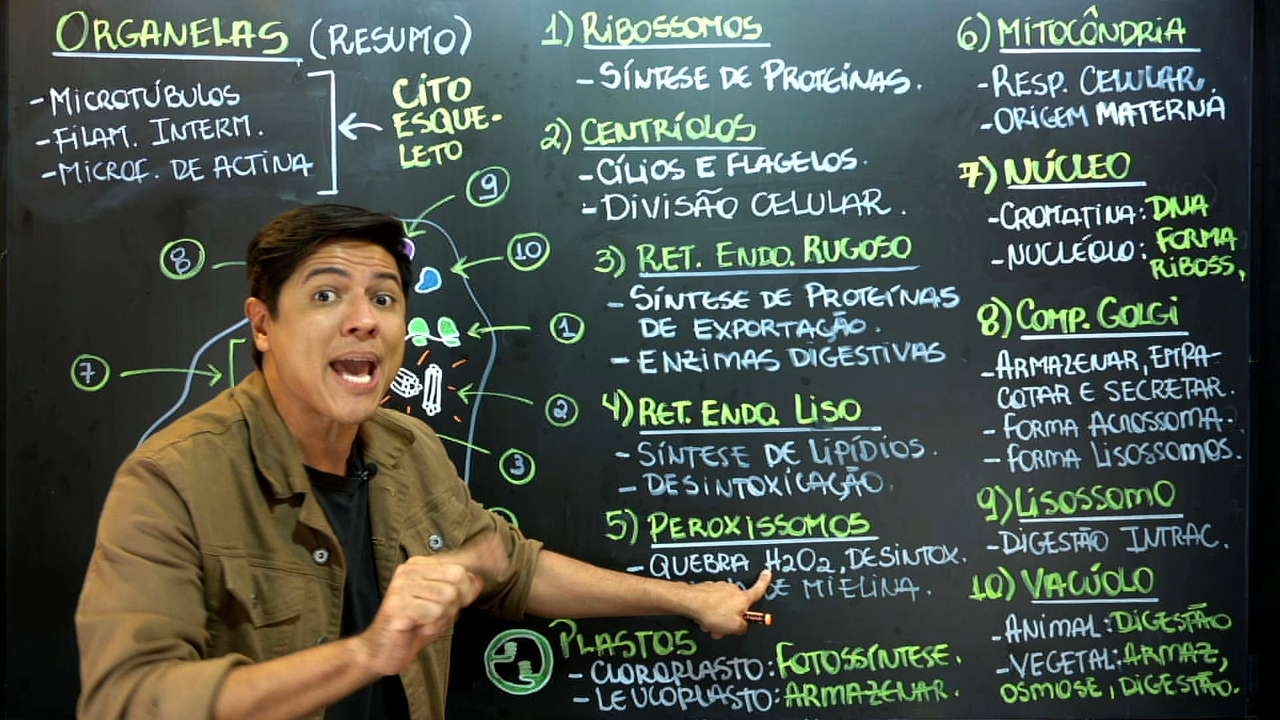 ORGANELAS (RESUMO)
- MICROTÚBULOS
- FILAM. INTERM.
- MICROF. DE ACTINA
CITO
ESQUE-
LETO
9
8
10
1
7
2
3
1) RIBOSSOMOS
- SÍNTESE DE PROTEÍNAS.
2) CENTRÍOLOS
- CÍLIOS E FLAGELOS.
- DIVISÃO CELULAR.
3) RET. ENDO. RUGOSO
- SÍNTESE DE PROTEÍNAS
DE EXPORTAÇÃO.
- ENZIMAS DIGESTIVAS
4) RET. ENDO. LISO
- SÍNTESE DE LIPÍDIOS.
- DESINTOXICAÇÃO.
5) PEROXISSOMOS
- QUEBRA H2O2, DESINTOX.
DE MIELINA.
PLASTOS
- CLOROPLASTO: FOTOSSÍNTESE.
- LEUCOPLASTO: ARMAZENAR.
6) MITOCÔNDRIA
- RESP. CELULAR.
- ORIGEM MATERNA
7) NÚCLEO
- CROMATINA: DNA
- NUCLÉOLO: FORMA
RIBOSS.
8) COMP. GOLGI
- ARMAZENAR, EMPA-
COTAR E SECRETAR.
- FORMA ACROSSOMA.
- FORMA LISOSSOMOS.
9) LISOSSOMO
- DIGESTÃO INTRAC.
10) VACÚOLO
- ANIMAL: DIGESTÃO
- VEGETAL: ARMAZ,
OSMOSE, DIGESTÃO.